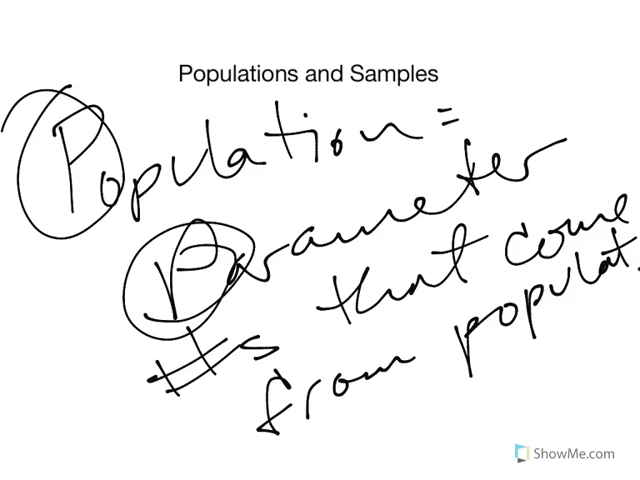 Populations and Samples
Population =
Parameter
#s that come
from populat.
ShowMe.com